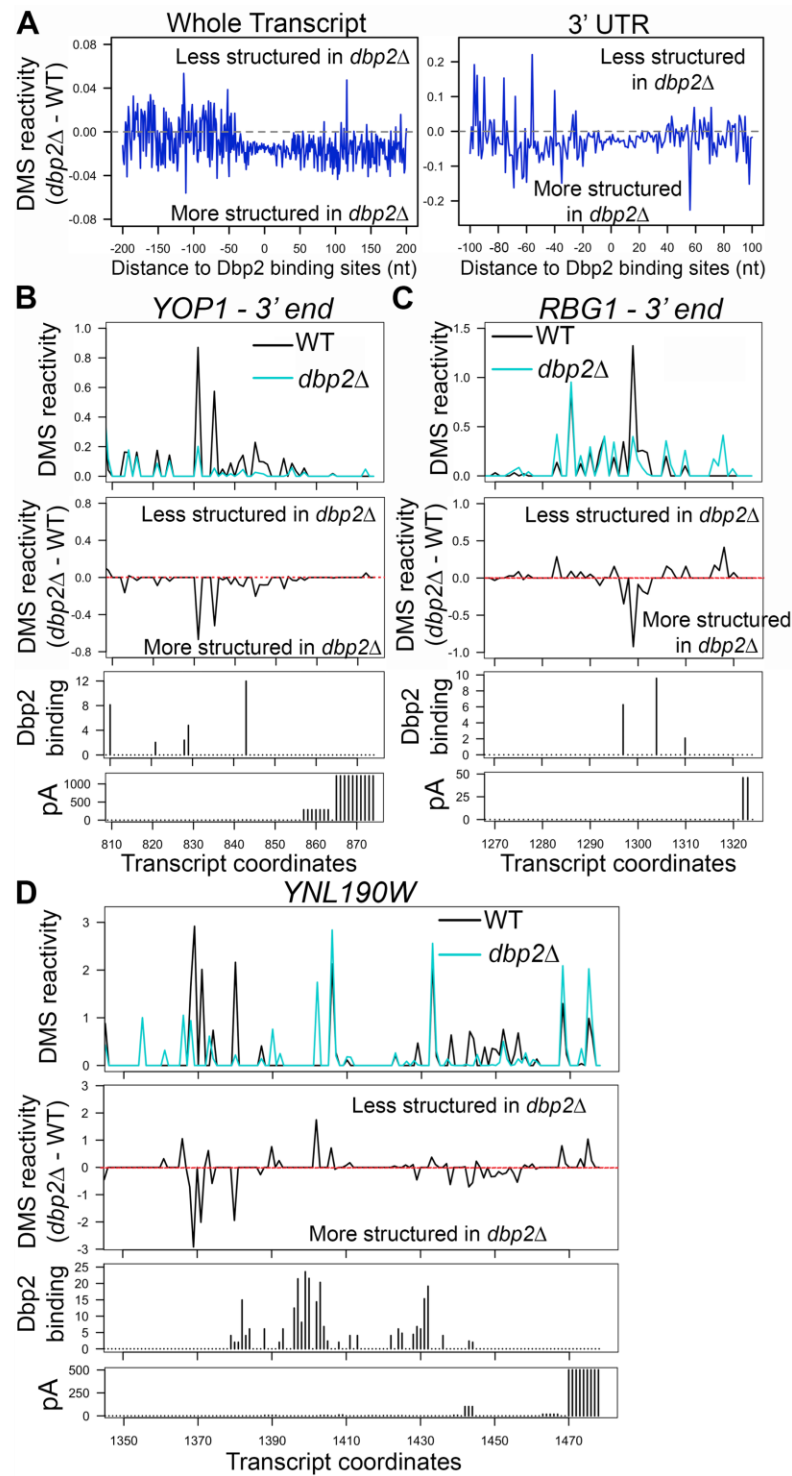 A
Whole Transcript
3’ UTR
DMS reactivity
(dbp2Δ - WT)
0.08
0.04
0.00
-0.04
-0.08
Less structured in dbp2Δ
More structured in dbp2Δ
-200 -150 -100 -50 0 50 100 150 200
Distance to Dbp2 binding sites (nt)
0.2
0.1
0.0
-0.1
-0.2
Less structured
in dbp2Δ
More structured
in dbp2Δ
-100 -80 -60 -40 -20 0 20 40 60 80 100
Distance to Dbp2 binding sites (nt)
B
YOP1 - 3’ end
DMS reactivity
1.0
0.8
0.6
0.4
0.2
0.0
WT
dbp2Δ
DMS reactivity
(dbp2Δ - WT)
0.8
0.4
0.0
-0.4
-0.8
Less structured in dbp2Δ
More structured in dbp2Δ
Dbp2
binding
12
8
4
0
pA
1000
500
0
810 820 830 840 850 860 870
Transcript coordinates
C
RBG1 - 3’ end
DMS reactivity
1.5
1.0
0.5
0.0
WT
dbp2Δ
DMS reactivity
(dbp2Δ - WT)
1.0
0.5
0.0
-0.5
-1.0
Less structured in dbp2Δ
More structured
in dbp2Δ
Dbp2
binding
10
8
6
4
2
0
pA
50
25
0
1270 1280 1290 1300 1310 1320
Transcript coordinates
D
YNL190W
DMS reactivity
3
2
1
0
WT
dbp2Δ
DMS reactivity
(dbp2Δ - WT)
3
2
1
0
-1
-2
-3
Less structured in dbp2Δ
More structured in dbp2Δ
Dbp2
binding
25
20
15
10
5
0
pA
500
250
0
1350 1370 1390 1410 1430 1450 1470
Transcript coordinates